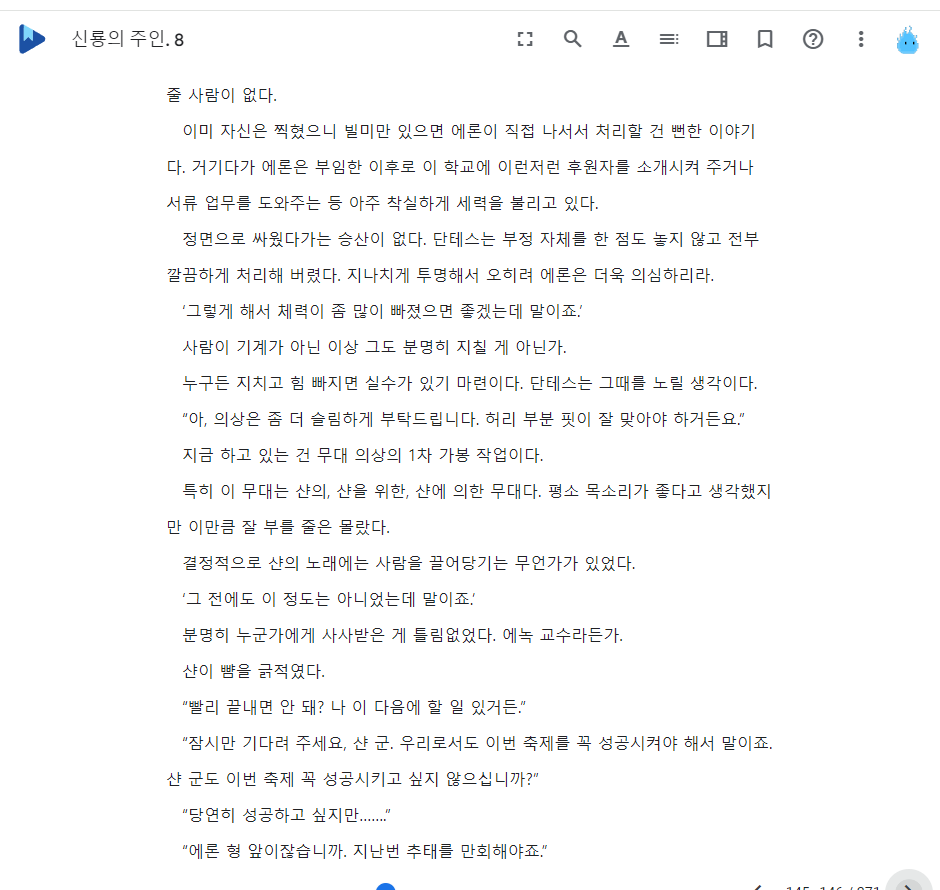 신룡의 주인. 8
줄 사람이 없다.
이미 자신은 찍혔으니 빌미만 있으면 에론이 직접 나서서 처리할 건 뻔한 이야기
다. 거기다가 에론은 부임한 이후로 이 학교에 이런저런 후원자를 소개시켜 주거나
서류 업무를 도와주는 등 아주 착실하게 세력을 불리고 있다.
정면으로 싸웠다가는 승산이 없다. 단테스는 부정 자체를 한 점도 놓지 않고 전부
깔끔하게 처리해 버렸다. 지나치게 투명해서 오히려 에론은 더욱 의심하리라.
‘그렇게 해서 체력이 좀 많이 빠졌으면 좋겠는데 말이죠.’
사람이 기계가 아닌 이상 그도 분명히 지칠 게 아닌가.
누구든 지치고 힘 빠지면 실수가 있기 마련이다. 단테스는 그때를 노릴 생각이다.
“아, 의상은 좀 더 슬림하게 부탁드립니다. 허리 부분 핏이 잘 맞아야 하거든요.”
지금 하고 있는 건 무대 의상의 1차 가봉 작업이다.
특히 이 무대는 샨의, 샨을 위한, 샨에 의한 무대다. 평소 목소리가 좋다고 생각했지
만 이만큼 잘 부를 줄은 몰랐다.
결정적으로 샨의 노래에는 사람을 끌어당기는 무언가가 있었다.
‘그 전에도 이 정도는 아니었는데 말이죠.’
분명히 누군가에게 사사받은 게 틀림없었다. 에녹 교수라든가.
샨이 뺨을 긁적였다.
“빨리 끝내면 안 돼? 나 이 다음에 할 일 있거든.”
“잠시만 기다려 주세요, 샨 군. 우리로서도 이번 축제를 꼭 성공시켜야 해서 말이죠.
샨 군도 이번 축제 꼭 성공시키고 싶지 않으십니까?”
“당연히 성공하고 싶지만…….”
“에론 형 앞이잖습니까. 지난번 추태를 만회해야죠.”